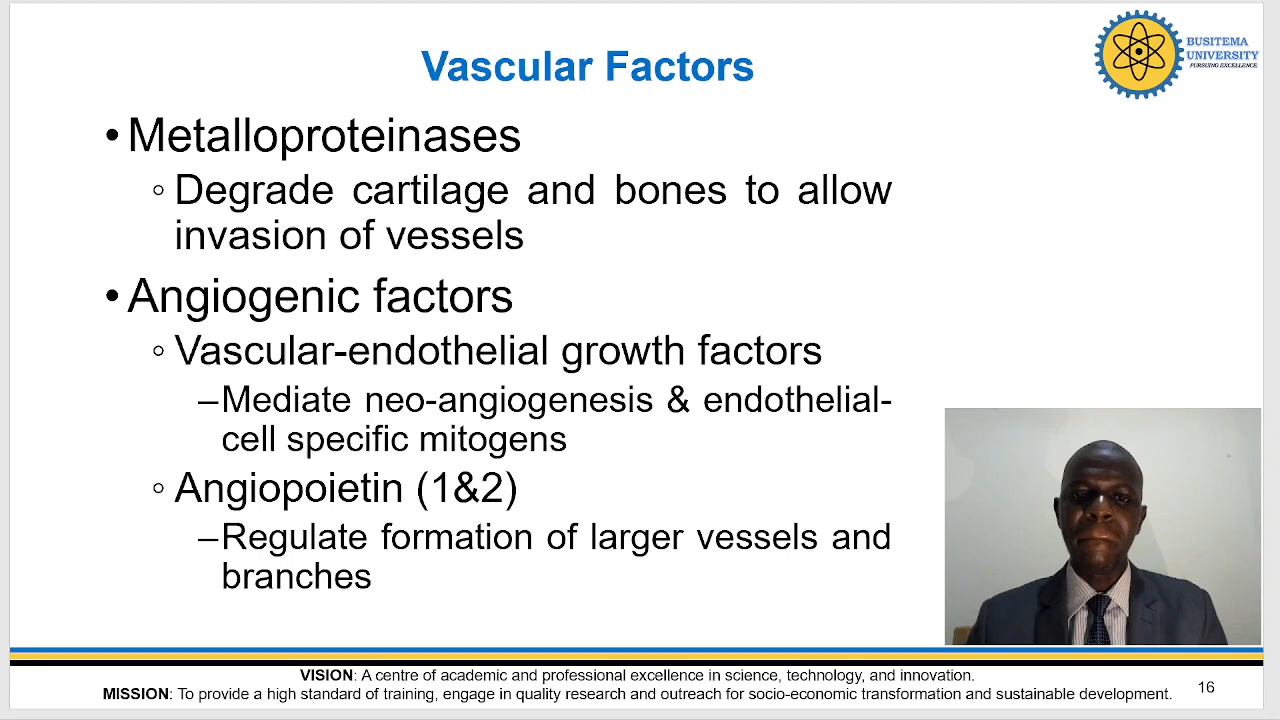 Vascular Factors
BUSITEMA
UNIVERSITY
PURSUING EXCELLENCE
• Metalloproteinases
◦ Degrade cartilage and bones to allow
invasion of vessels
• Angiogenic factors
◦ Vascular-endothelial growth factors
–Mediate neo-angiogenesis & endothelial-
cell specific mitogens
◦ Angiopoietin (1&2)
–Regulate formation of larger vessels and
branches
VISION: A centre of academic and professional excellence in science, technology, and innovation.
MISSION: To provide a high standard of training, engage in quality research and outreach for socio-economic transformation and sustainable development.
16